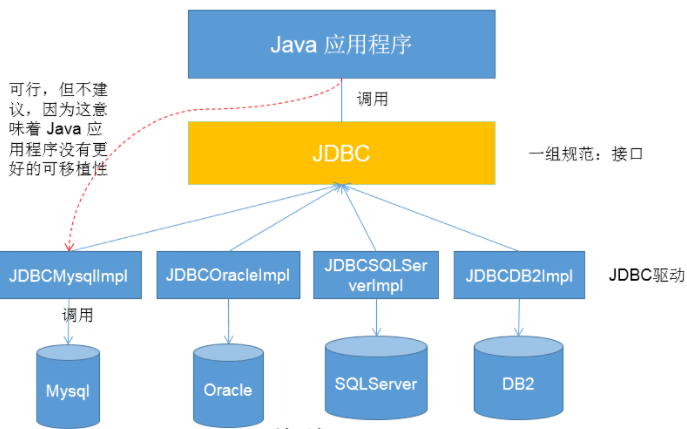 Java 应用程序
可行，但不建
议，因为这意
味着 Java 应
用程序没有更
好的可移植性
调用
JDBC
一组规范：接口
JDBCMysqlImpl
JDBCOracleImpl
JDBCSQLSer
verImpl
JDBCDB2Impl
JDBC驱动
调用
Mysql
Oracle
SQLServer
DB2